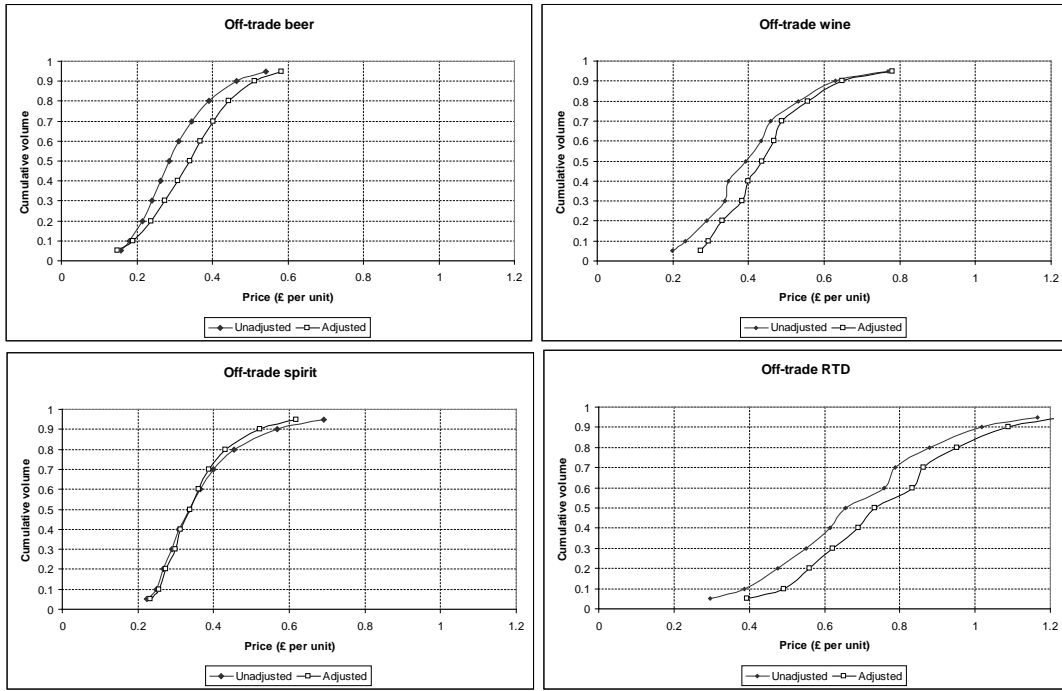 Off-trade beer
Cumulative volume
1
0.9
0.8
0.7
0.6
0.5
0.4
0.3
0.2
0.1
0
0 0.2 0.4 0.6 0.8 1 1.2
Price (£ per unit)
Unadjusted Adjusted
Off-trade wine
Cumulative volume
1
0.9
0.8
0.7
0.6
0.5
0.4
0.3
0.2
0.1
0
0 0.2 0.4 0.6 0.8 1 1.2
Price (£ per unit)
Unadjusted Adjusted
Off-trade spirit
Cumulative volume
1
0.9
0.8
0.7
0.6
0.5
0.4
0.3
0.2
0.1
0
0 0.2 0.4 0.6 0.8 1 1.2
Price (£ per unit)
Unadjusted Adjusted
Off-trade RTD
Cumulative volume
1
0.9
0.8
0.7
0.6
0.5
0.4
0.3
0.2
0.1
0
0 0.2 0.4 0.6 0.8 1 1.2
Price (£ per unit)
Unadjusted Adjusted